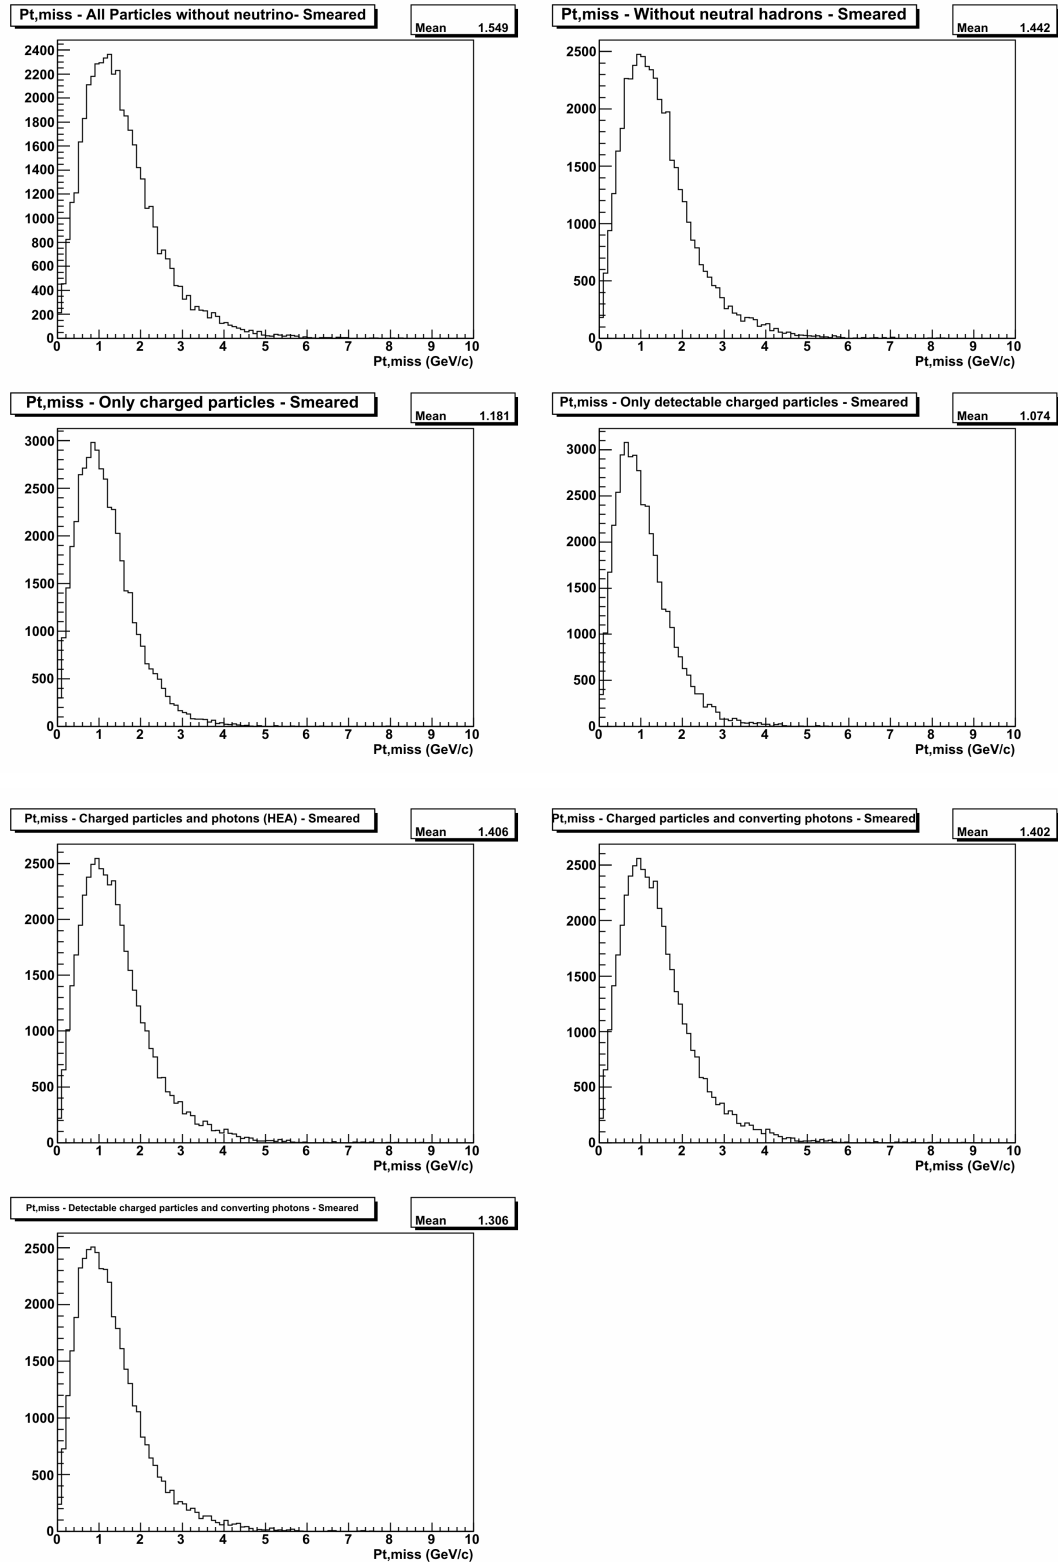 Pt,miss - All Particles without neutrino- Smeared
Mean 1.549
2400
2200
2000
1800
1600
1400
1200
1000
800
600
400
200
0
0 1 2 3 4 5 6 7 8 9 10
Pt,miss (GeV/c)
Pt,miss - Without neutral hadrons - Smeared
Mean 1.442
2500
2000
1500
1000
500
0
0 1 2 3 4 5 6 7 8 9 10
Pt,miss (GeV/c)
Pt,miss - Only charged particles - Smeared
Mean 1.181
3000
2500
2000
1500
1000
500
0
0 1 2 3 4 5 6 7 8 9 10
Pt,miss (GeV/c)
Pt,miss - Only detectable charged particles - Smeared
Mean 1.074
3000
2500
2000
1500
1000
500
0
0 1 2 3 4 5 6 7 8 9 10
Pt,miss (GeV/c)
Pt,miss - Charged particles and photons (HEA) - Smeared
Mean 1.406
2500
2000
1500
1000
500
0
0 1 2 3 4 5 6 7 8 9 10
Pt,miss (GeV/c)
Pt,miss - Charged particles and converting photons - Smeared
Mean 1.402
2500
2000
1500
1000
500
0
0 1 2 3 4 5 6 7 8 9 10
Pt,miss (GeV/c)
Pt,miss - Detectable charged particles and converting photons - Smeared
Mean 1.306
2500
2000
1500
1000
500
0
0 1 2 3 4 5 6 7 8 9 10
Pt,miss (GeV/c)